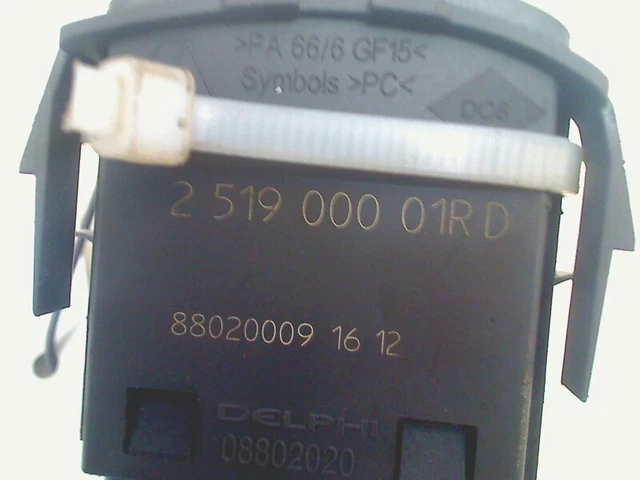 >PA 66/6 GF15<
Symbols >PC<
DC8
2 519 000 01R D
88020009 16 12
DELPHI
08802020